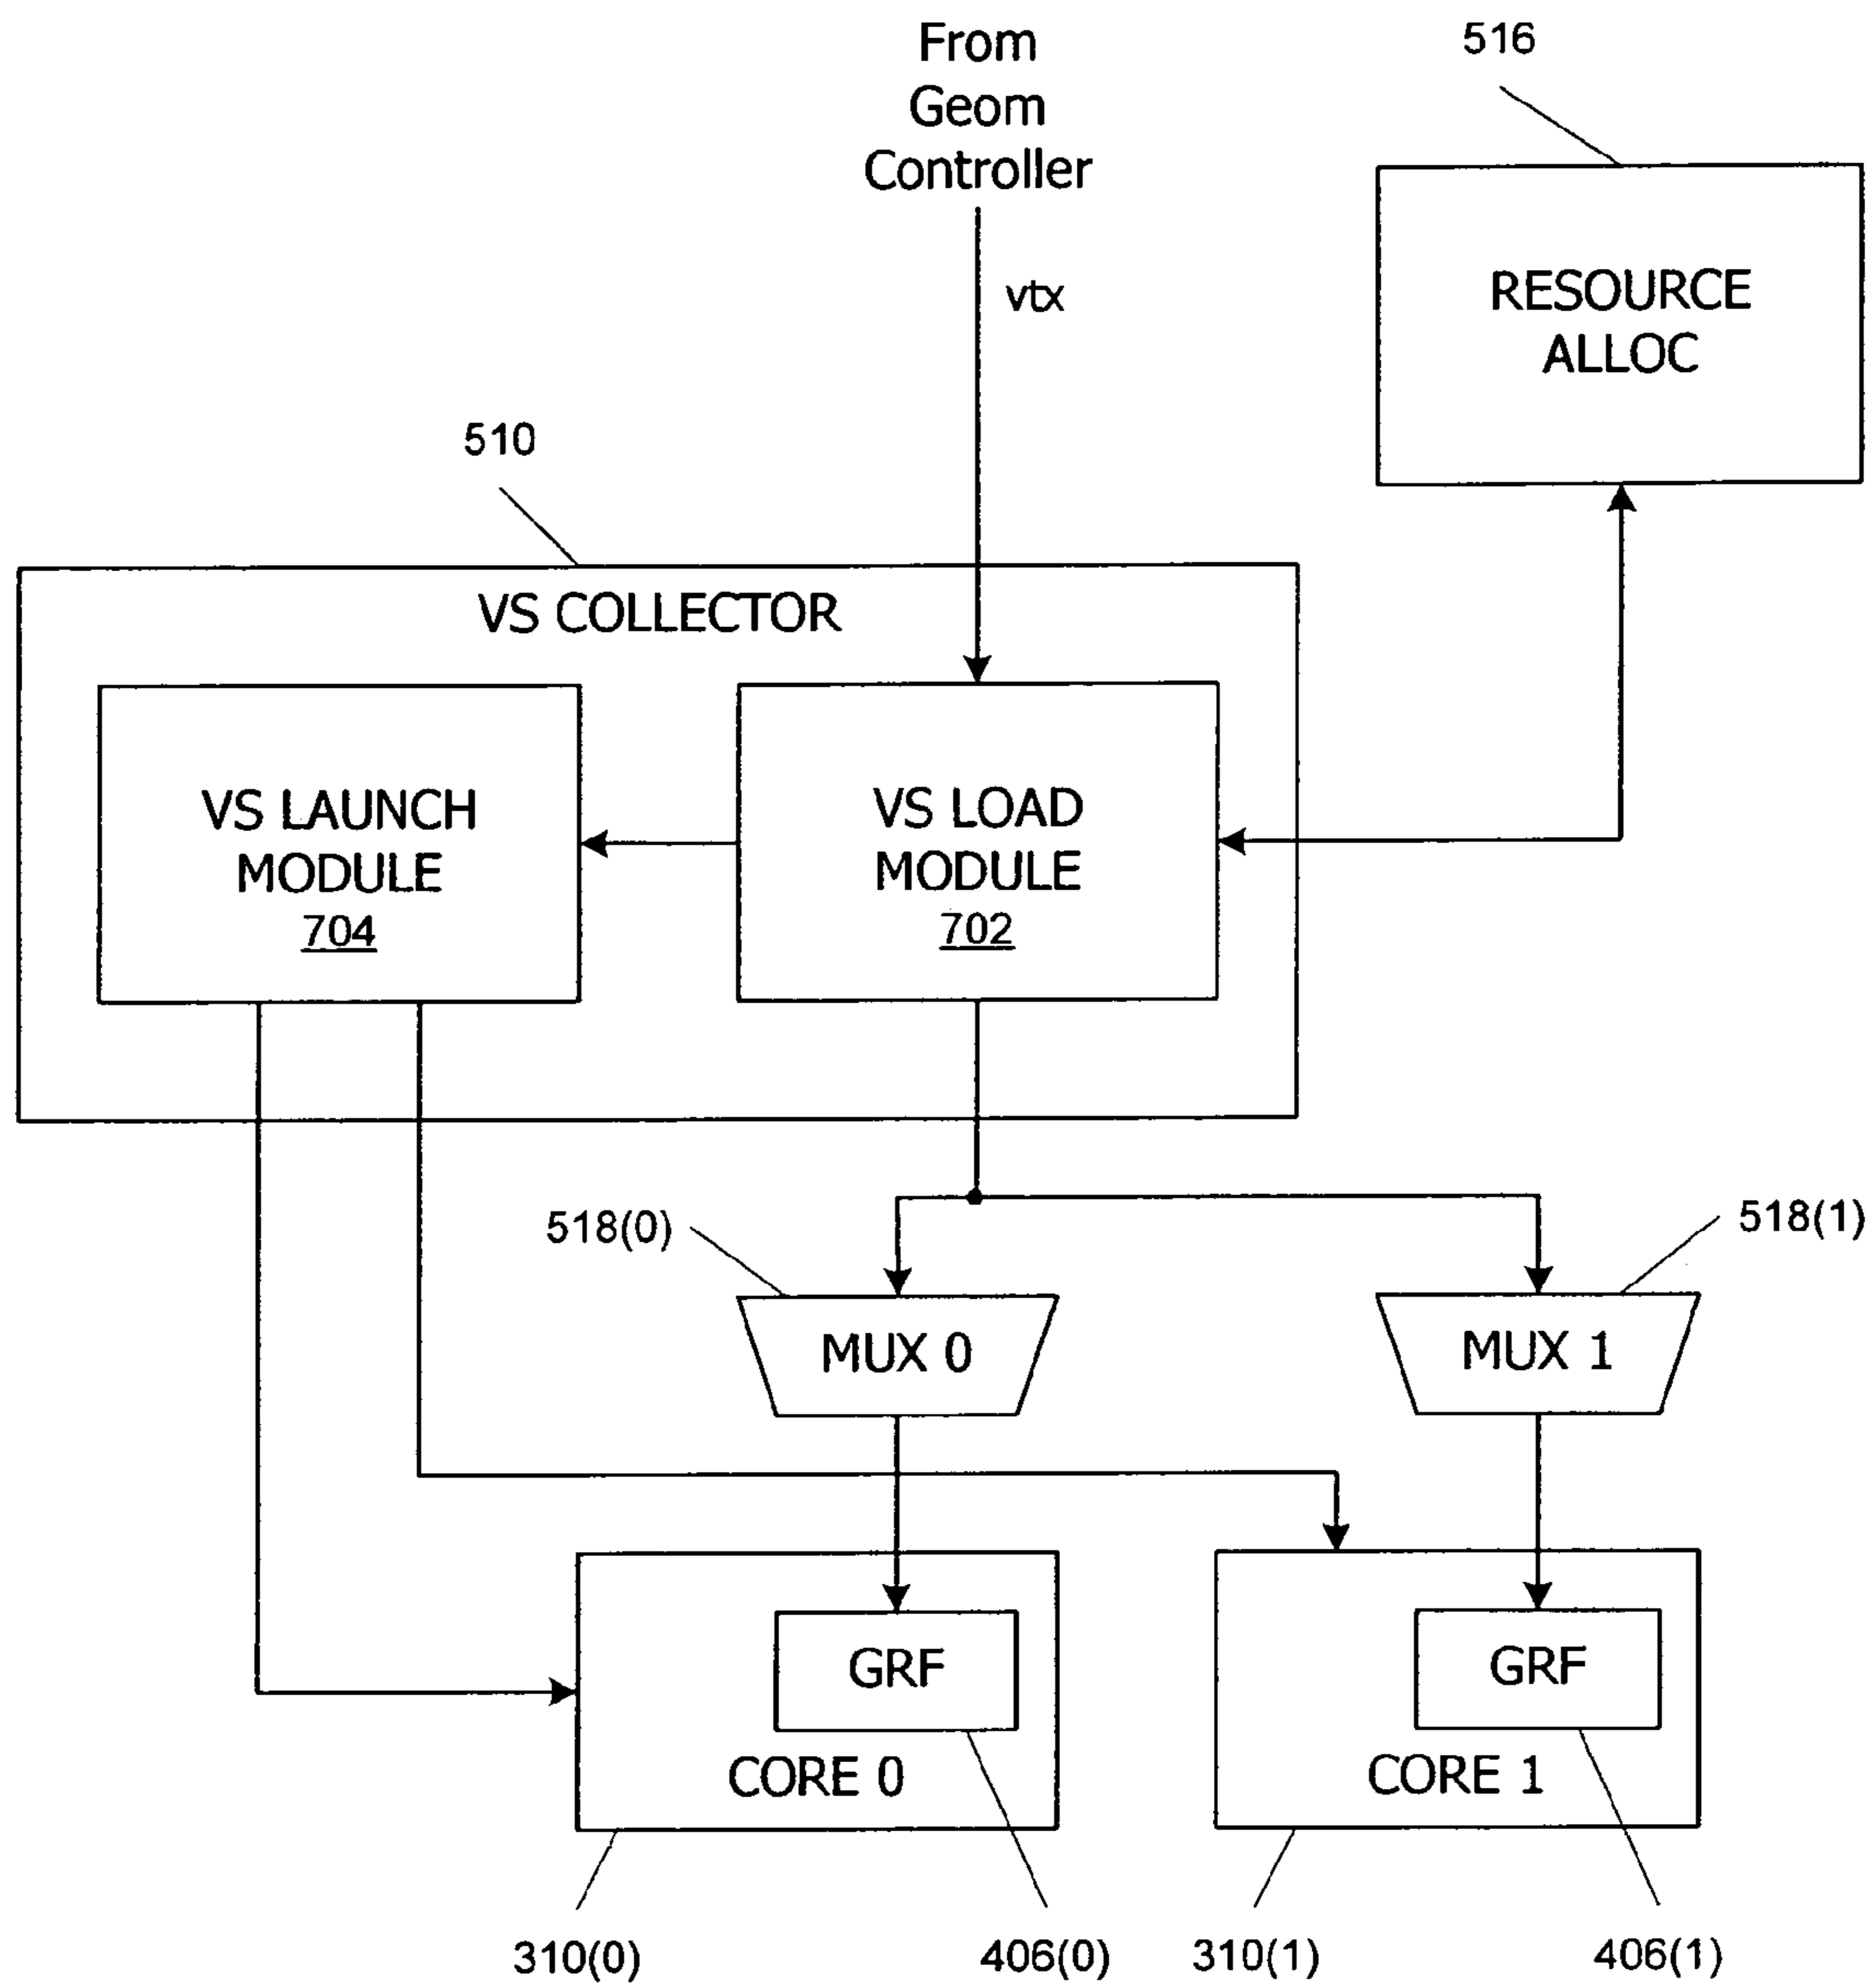 From
Geom
Controller
516
vtx
RESOURCE
ALLOC
510
VS COLLECTOR
VS LAUNCH
MODULE
704
VS LOAD
MODULE
702
518(0)
518(1)
MUX 0
MUX 1
GRF
CORE 0
GRF
CORE 1
310(0)
406(0)
310(1)
406(1)